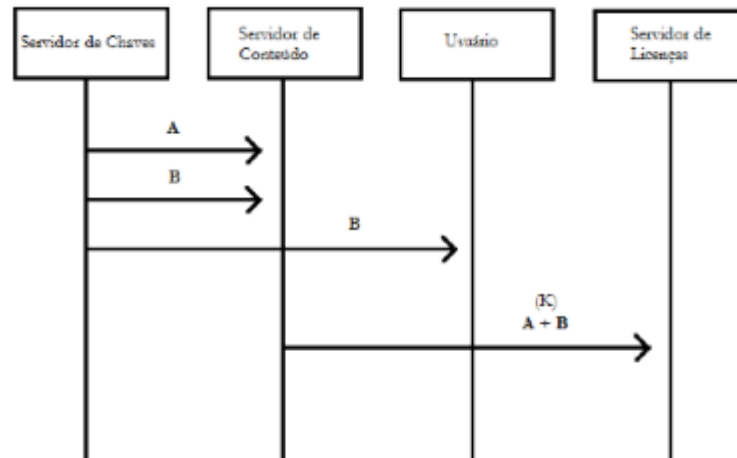 Servidor de Chaves
Servidor de
Conteúdo
Usuário
Servidor de
Licenças
A
B
B
(K)
A + B